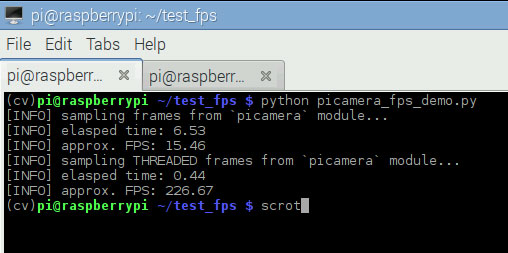 pi@raspberrypi: ~/test_fps
File Edit Tabs Help
pi@raspberr... × pi@raspberr... ×
(cv)pi@raspberrypi ~/test_fps $ python picamera_fps_demo.py
[INFO] sampling frames from `picamera` module...
[INFO] elasped time: 6.53
[INFO] approx. FPS: 15.46
[INFO] sampling THREADED frames from `picamera` module...
[INFO] elasped time: 0.44
[INFO] approx. FPS: 226.67
(cv)pi@raspberrypi ~/test_fps $ scrot